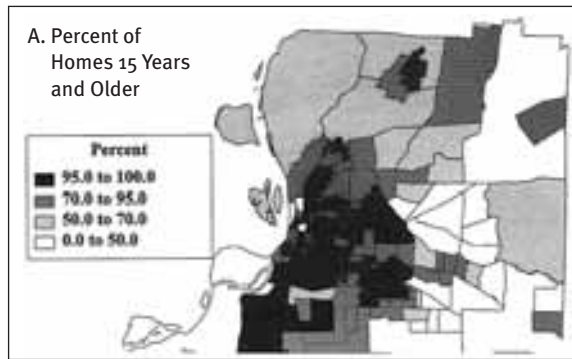 A. Percent of
Homes 15 Years
and Older
Percent
95.0 to 100.0
70.0 to 95.0
50.0 to 70.0
0.0 to 50.0